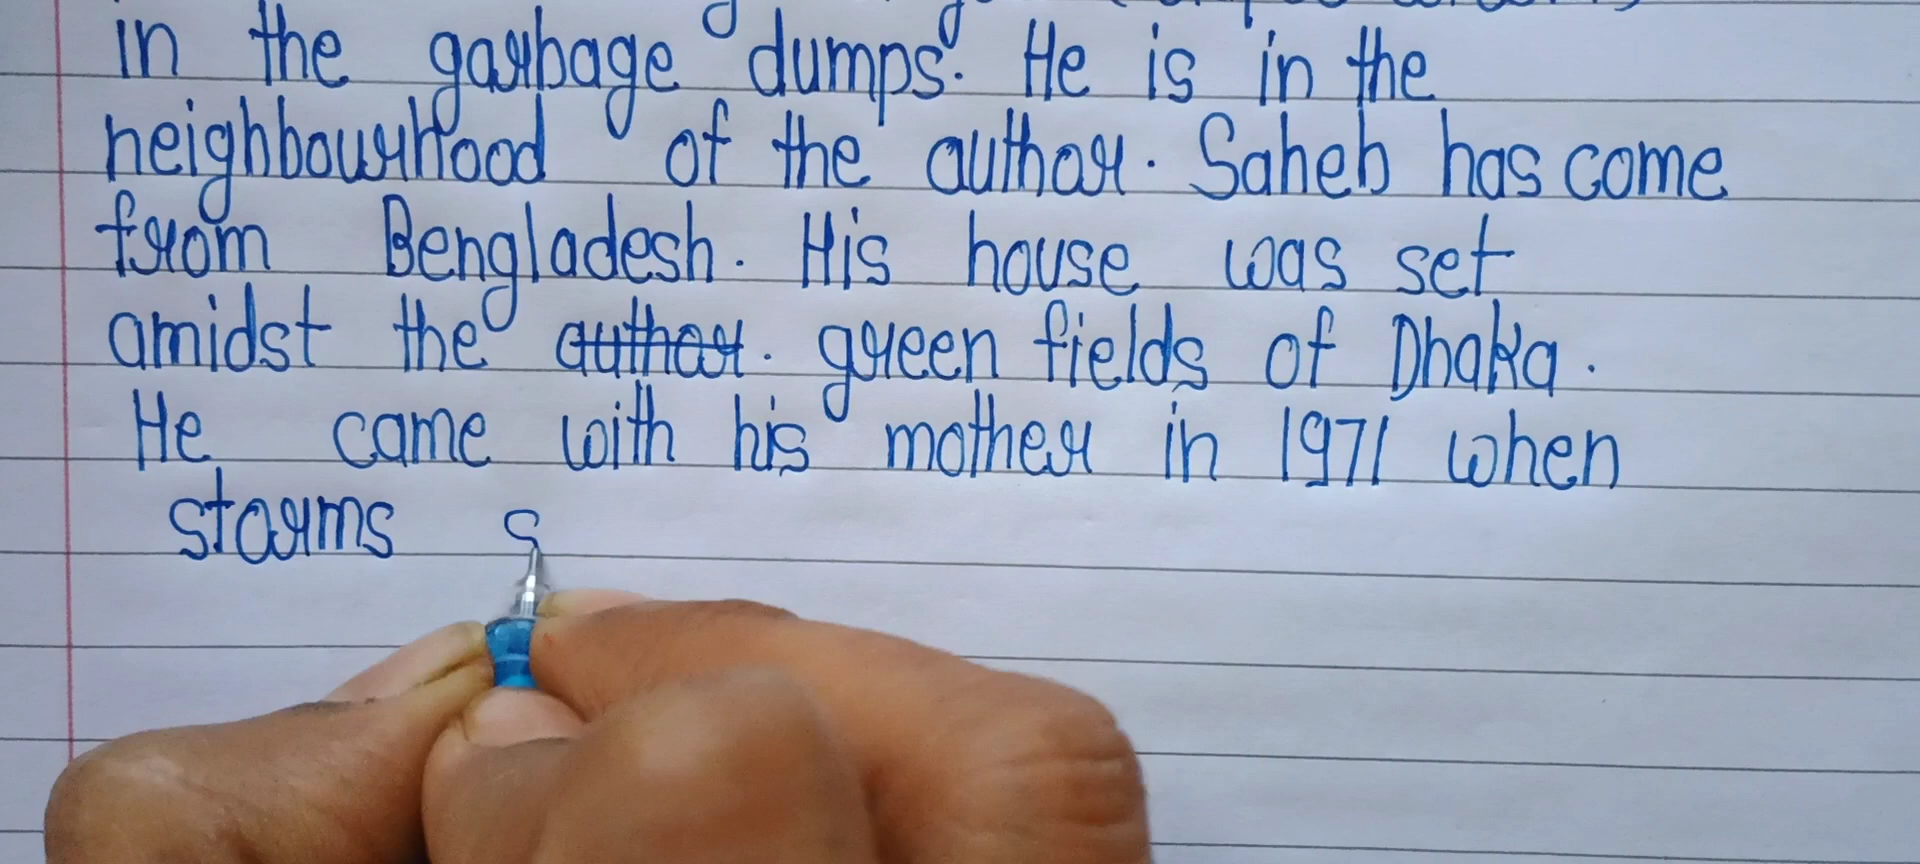 in the garbage dumps. He is in the
neighbourhood of the author. Saheb has come
from Bengladesh. His house was set
amidst the author. green fields of Dhaka.
He came with his mother in 1971 when
storms s